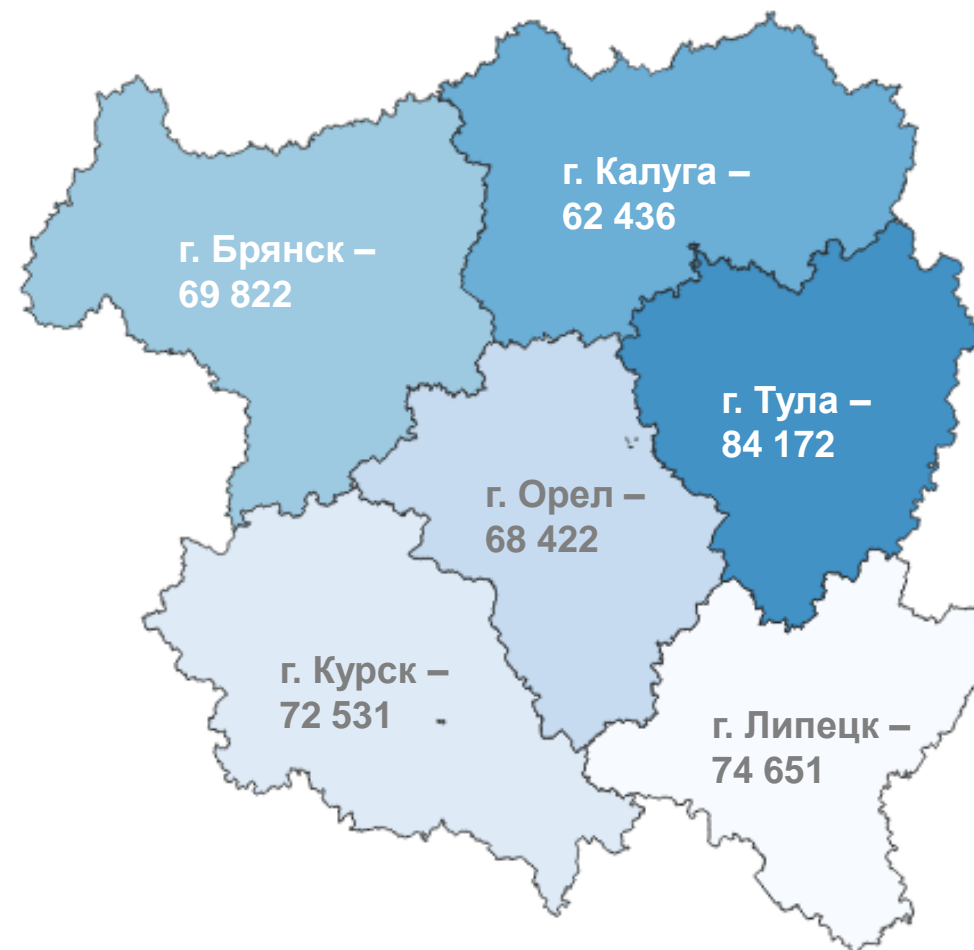 г. Калуга –
62 436
г. Брянск –
69 822
г. Тула –
84 172
г. Орел –
68 422
г. Курск –
72 531
г. Липецк –
74 651